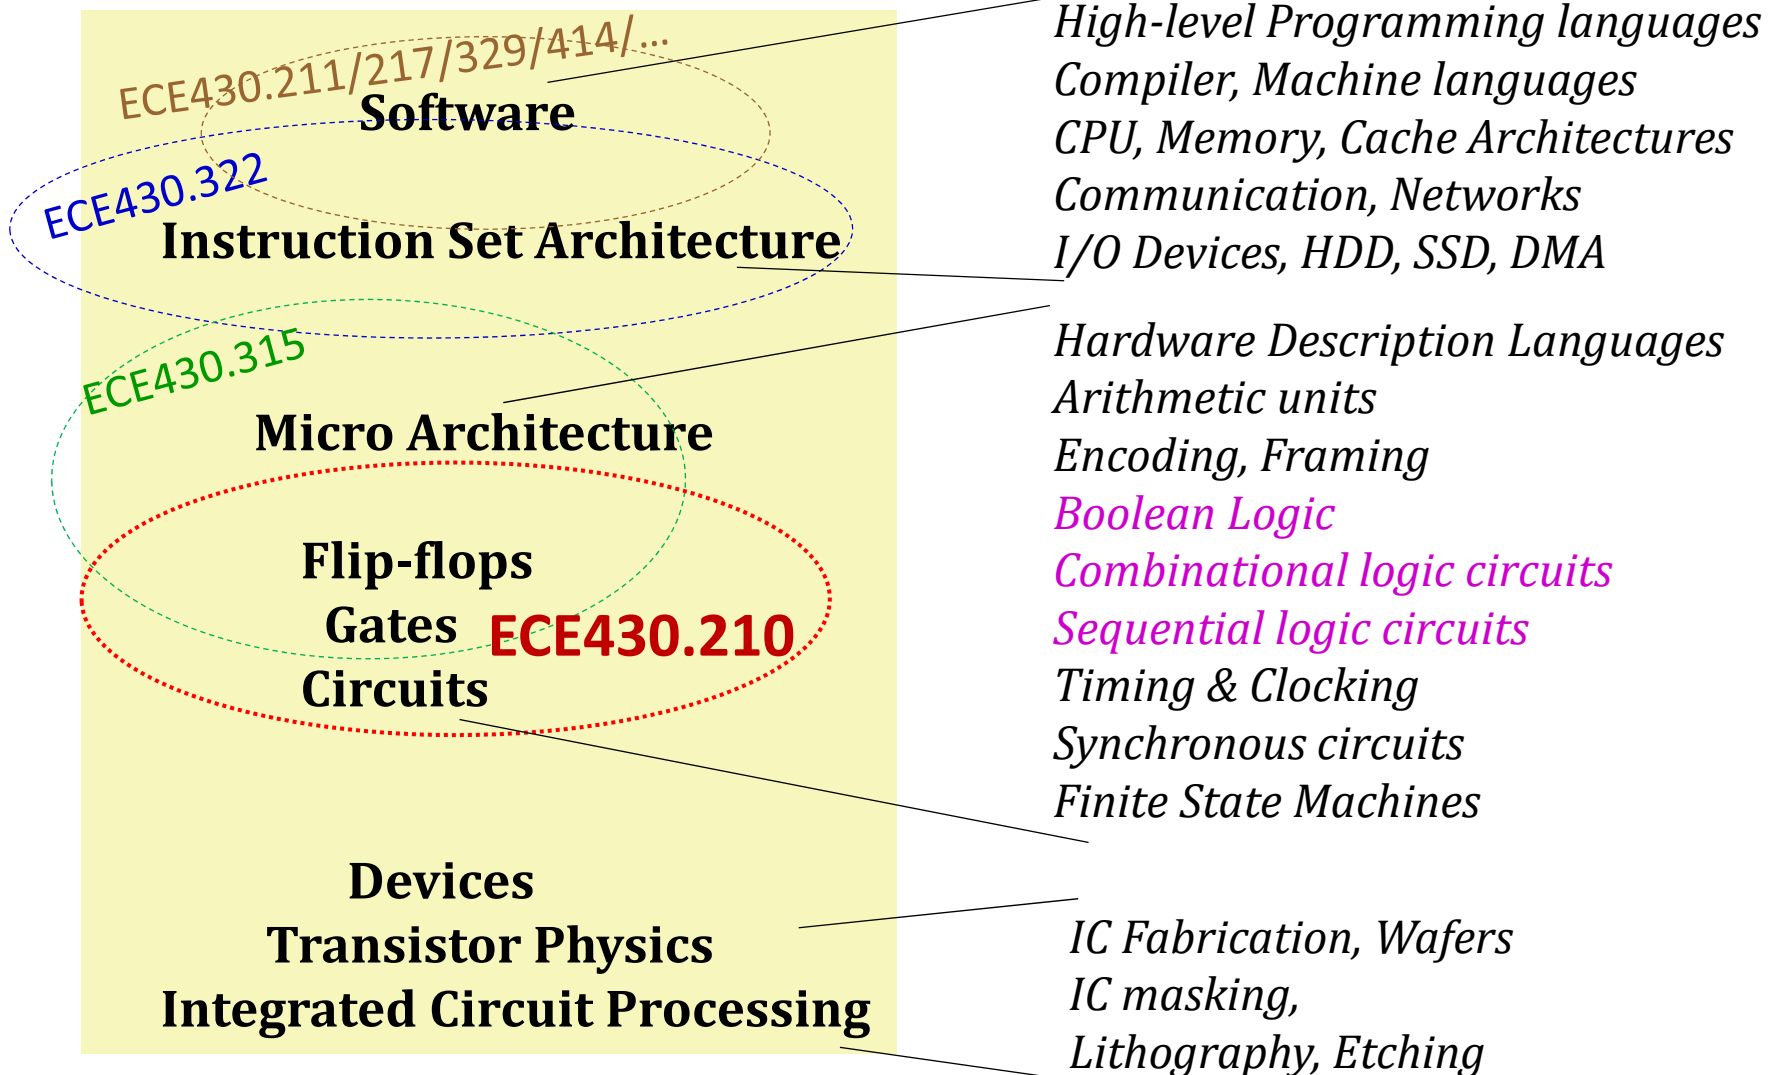 ECE430.211/217/329/414/...
Software
ECE430.322
Instruction Set Architecture
ECE430.315
Micro Architecture
Flip-flops
Gates
ECE430.210
Circuits
Devices
Transistor Physics
Integrated Circuit Processing
High-level Programming languages
Compiler, Machine languages
CPU, Memory, Cache Architectures
Communication, Networks
I/O Devices, HDD, SSD, DMA
Hardware Description Languages
Arithmetic units
Encoding, Framing
Boolean Logic
Combinational logic circuits
Sequential logic circuits
Timing & Clocking
Synchronous circuits
Finite State Machines
IC Fabrication, Wafers
IC masking,
Lithography, Etching